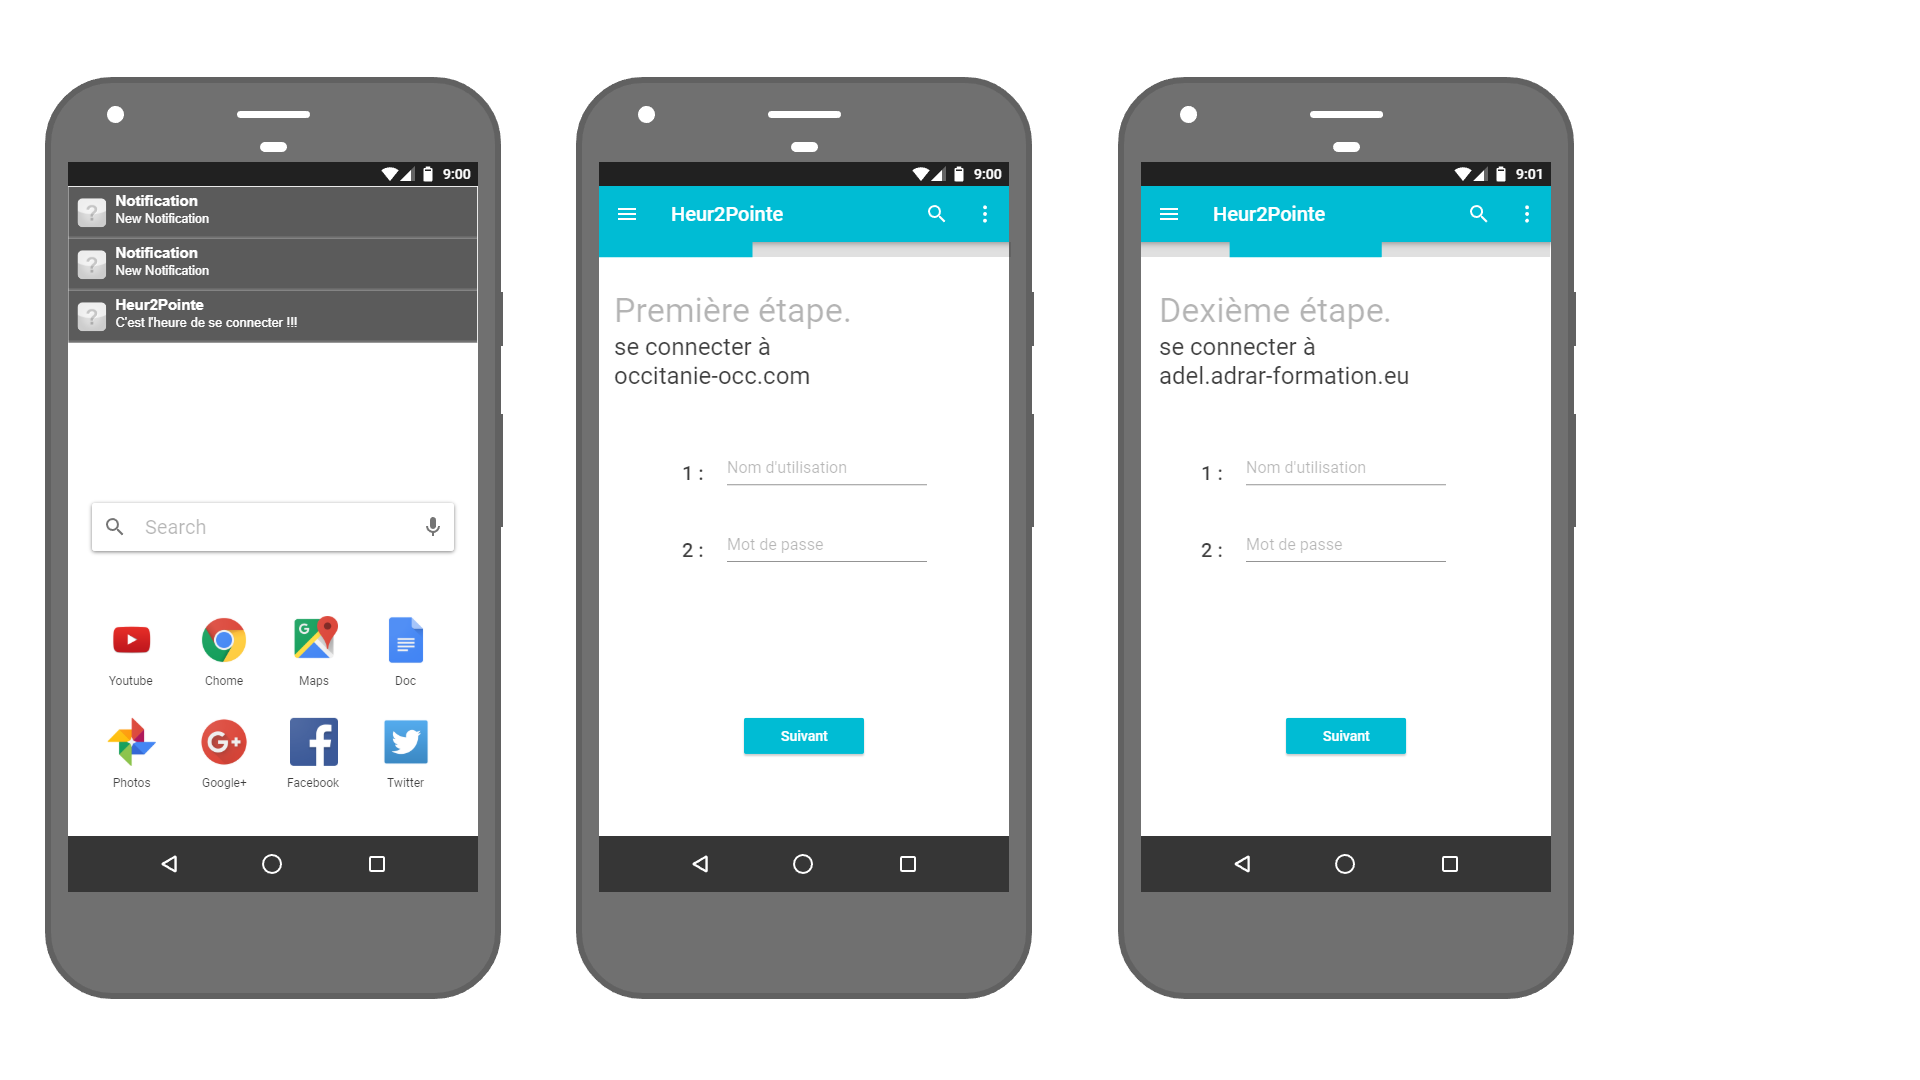 9:00
Notification
New Notification
Notification
New Notification
Heur2Pointe
C'est l'heure de se connecter !!!
Search
Youtube
Chome
Maps
Doc
Photos
Google+
Facebook
Twitter
9:00
Heur2Pointe
Première étape.
se connecter à
occitanie-occ.com
1 :
Nom d'utilisation
2 :
Mot de passe
Suivant
9:01
Heur2Pointe
Dexième étape.
se connecter à
adel.adrar-formation.eu
1 :
Nom d'utilisation
2 :
Mot de passe
Suivant